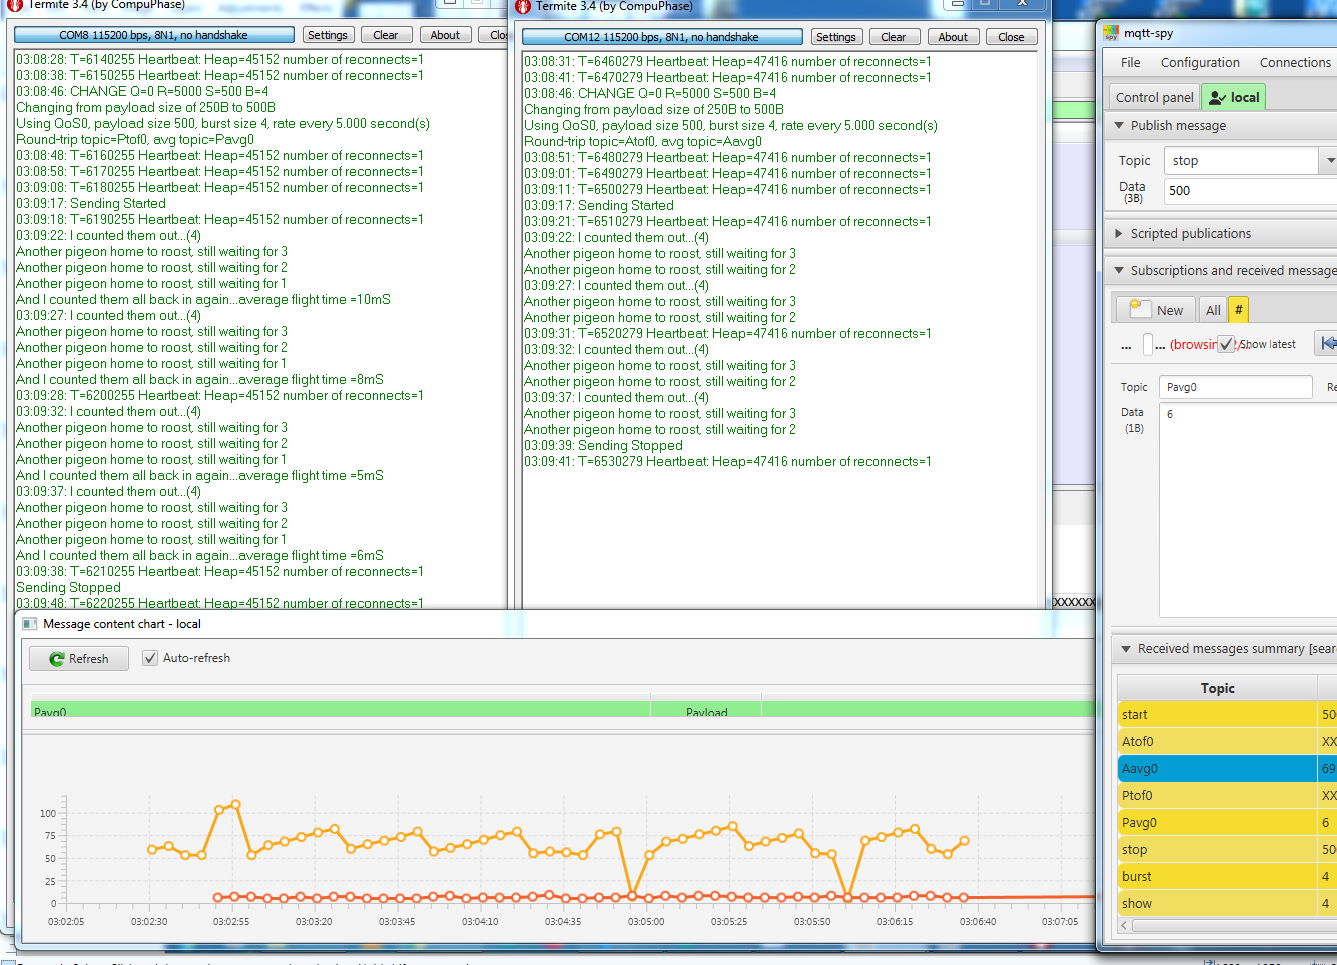 Termite 3.4 (by CompuPhase)
COM8 115200 bps, 8N1, no handshake
Settings
Clear
About
03:08:28: T=6140255 Heartbeat: Heap=45152 number of reconnects=1
03:08:38: T=6150255 Heartbeat: Heap=45152 number of reconnects=1
03:08:46: CHANGE Q=0 R=5000 S=500 B=4
Changing from payload size of 250B to 500B
Using QoS0, payload size 500, burst size 4, rate every 5.000 second(s)
Round-trip topic=Ptof0, avg topic=Pavg0
03:08:48: T=6160255 Heartbeat: Heap=45152 number of reconnects=1
03:08:58: T=6170255 Heartbeat: Heap=45152 number of reconnects=1
03:09:08: T=6180255 Heartbeat: Heap=45152 number of reconnects=1
03:09:17: Sending Started
03:09:18: T=6190255 Heartbeat: Heap=45152 number of reconnects=1
03:09:22: I counted them out...(4)
Another pigeon home to roost, still waiting for 3
Another pigeon home to roost, still waiting for 2
Another pigeon home to roost, still waiting for 1
And I counted them all back in again...average flight time =10mS
03:09:27: I counted them out...(4)
Another pigeon home to roost, still waiting for 3
Another pigeon home to roost, still waiting for 2
Another pigeon home to roost, still waiting for 1
And I counted them all back in again...average flight time =8mS
03:09:28: T=6200255 Heartbeat: Heap=45152 number of reconnects=1
03:09:32: I counted them out...(4)
Another pigeon home to roost, still waiting for 3
Another pigeon home to roost, still waiting for 2
Another pigeon home to roost, still waiting for 1
And I counted them all back in again...average flight time =5mS
03:09:37: I counted them out...(4)
Another pigeon home to roost, still waiting for 3
Another pigeon home to roost, still waiting for 2
Another pigeon home to roost, still waiting for 1
And I counted them all back in again...average flight time =6mS
03:09:38: T=6210255 Heartbeat: Heap=45152 number of reconnects=1
Sending Stopped
03:09:48: T=6220255 Heartbeat: Heap=45152 number of reconnects=1
Termite 3.4 (by CompuPhase)
COM12 115200 bps, 8N1, no handshake
Settings
Clear
About
Close
03:08:31: T=6460279 Heartbeat: Heap=47416 number of reconnects=1
03:08:41: T=6470279 Heartbeat: Heap=47416 number of reconnects=1
03:08:46: CHANGE Q=0 R=5000 S=500 B=4
Changing from payload size of 250B to 500B
Using QoS0, payload size 500, burst size 4, rate every 5.000 second(s)
Round-trip topic=Atof0, avg topic=Aavg0
03:08:51: T=6480279 Heartbeat: Heap=47416 number of reconnects=1
03:09:01: T=6490279 Heartbeat: Heap=47416 number of reconnects=1
03:09:11: T=6500279 Heartbeat: Heap=47416 number of reconnects=1
03:09:17: Sending Started
03:09:21: T=6510279 Heartbeat: Heap=47416 number of reconnects=1
03:09:22: I counted them out...(4)
Another pigeon home to roost, still waiting for 3
Another pigeon home to roost, still waiting for 2
03:09:27: I counted them out...(4)
Another pigeon home to roost, still waiting for 3
Another pigeon home to roost, still waiting for 2
03:09:31: T=6520279 Heartbeat: Heap=47416 number of reconnects=1
03:09:32: I counted them out...(4)
Another pigeon home to roost, still waiting for 3
Another pigeon home to roost, still waiting for 2
03:09:37: I counted them out...(4)
Another pigeon home to roost, still waiting for 3
Another pigeon home to roost, still waiting for 2
03:09:39: Sending Stopped
03:09:41: T=6530279 Heartbeat: Heap=47416 number of reconnects=1
mqtt-spy
File Configuration Connections
Control panel local
Publish message
Topic stop
Data 500
(3B)
Scripted publications
Subscriptions and received message
New All #
... ... (browsin Show latest
Topic Pavg0 Re
Data 6
(1B)
Received messages summary [sear
Topic
start 50
Atof0 XX
Aavg0 69
Ptof0 XX
Pavg0 6
stop 50
burst 4
show 4
XXXXXX
Message content chart - local
Refresh Auto-refresh
Pavg0 Payload
100
75
50
25
0
03:02:05 03:02:30 03:02:55 03:03:20 03:03:45 03:04:10 03:04:35 03:05:00 03:05:25 03:05:50 03:06:15 03:06:40 03:07:05